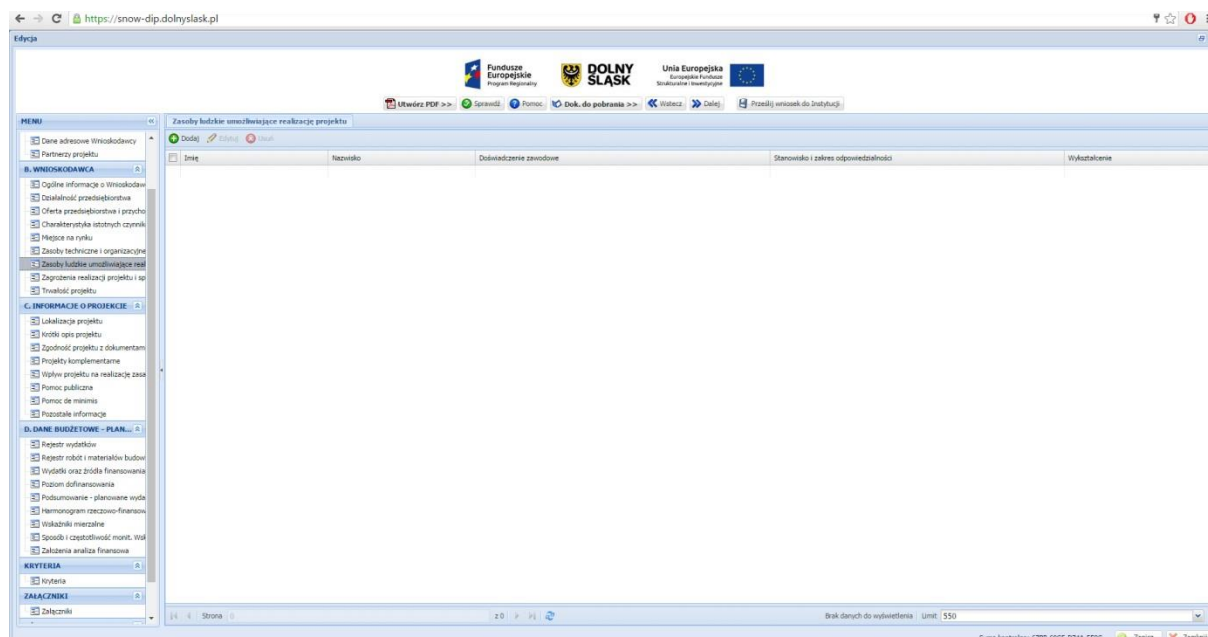 https://snow-dip.dolnyslask.pl
Edycja
Fundusze Europejskie Program Regionalny
DOLNY ŚLĄSK
Unia Europejska Europejskie Fundusze Strukturalne i Inwestycyjne
Utwórz PDF >> Sprawdź Pomoc Dok. do pobrania >> Wstecz Dalej Prześlij wniosek do Instytucji
MENU
Dane adresowe Wnioskodawcy
Partnerzy projektu
B. WNIOSKODAWCA
Ogólne informacje o Wnioskodaw
Działalność przedsiębiorstwa
Oferta przedsiębiorstwa i przycho
Charakterystyka istotnych czynnik
Miejsce na rynku
Zasoby techniczne i organizacyjne
Zasoby ludzkie umożliwiające real
Zagrożenia realizacji projektu i sp
Trwałość projektu
C. INFORMACJE O PROJEKCIE
Lokalizacja projektu
Krótki opis projektu
Zgodność projektu z dokumentam
Projekty komplementarne
Wpływ projektu na realizację zasa
Pomoc publiczna
Pomoc de minimis
Pozostałe informacje
D. DANE BUDŻETOWE - PLAN...
Rejestr wydatków
Rejestr robót i materiałów budow
Wydatki oraz źródła finansowania
Poziom dofinansowania
Podsumowanie - planowane wyda
Harmonogram rzeczowo-finansow
Wskaźniki mierzalne
Sposób i częstotliwość monit. Wsk
Założenia analiza finansowa
KRYTERIA
Kryteria
ZAŁĄCZNIKI
Załączniki
Zasoby ludzkie umożliwiające realizację projektu
Dodaj Edytuj Usuń
Imię Nazwisko Doświadczenie zawodowe Stanowisko i zakres odpowiedzialności Wykształcenie
Strona 0 z 0 Brak danych do wyświetlenia Limit 550